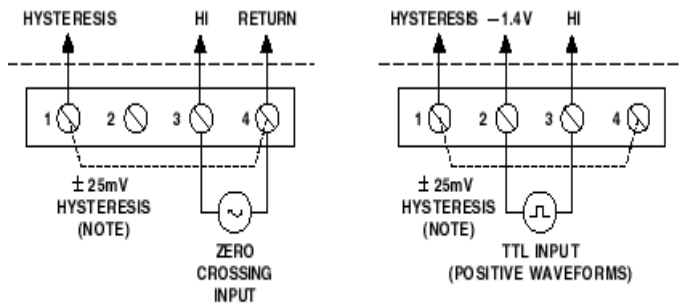 HYSTERESIS HI RETURN
1 2 3 4
± 25mV
HYSTERESIS
(NOTE)
ZERO
CROSSING
INPUT
HYSTERESIS −1.4V HI
1 2 3 4
± 25mV
HYSTERESIS
(NOTE)
TTL INPUT
(POSITIVE WAVEFORMS)